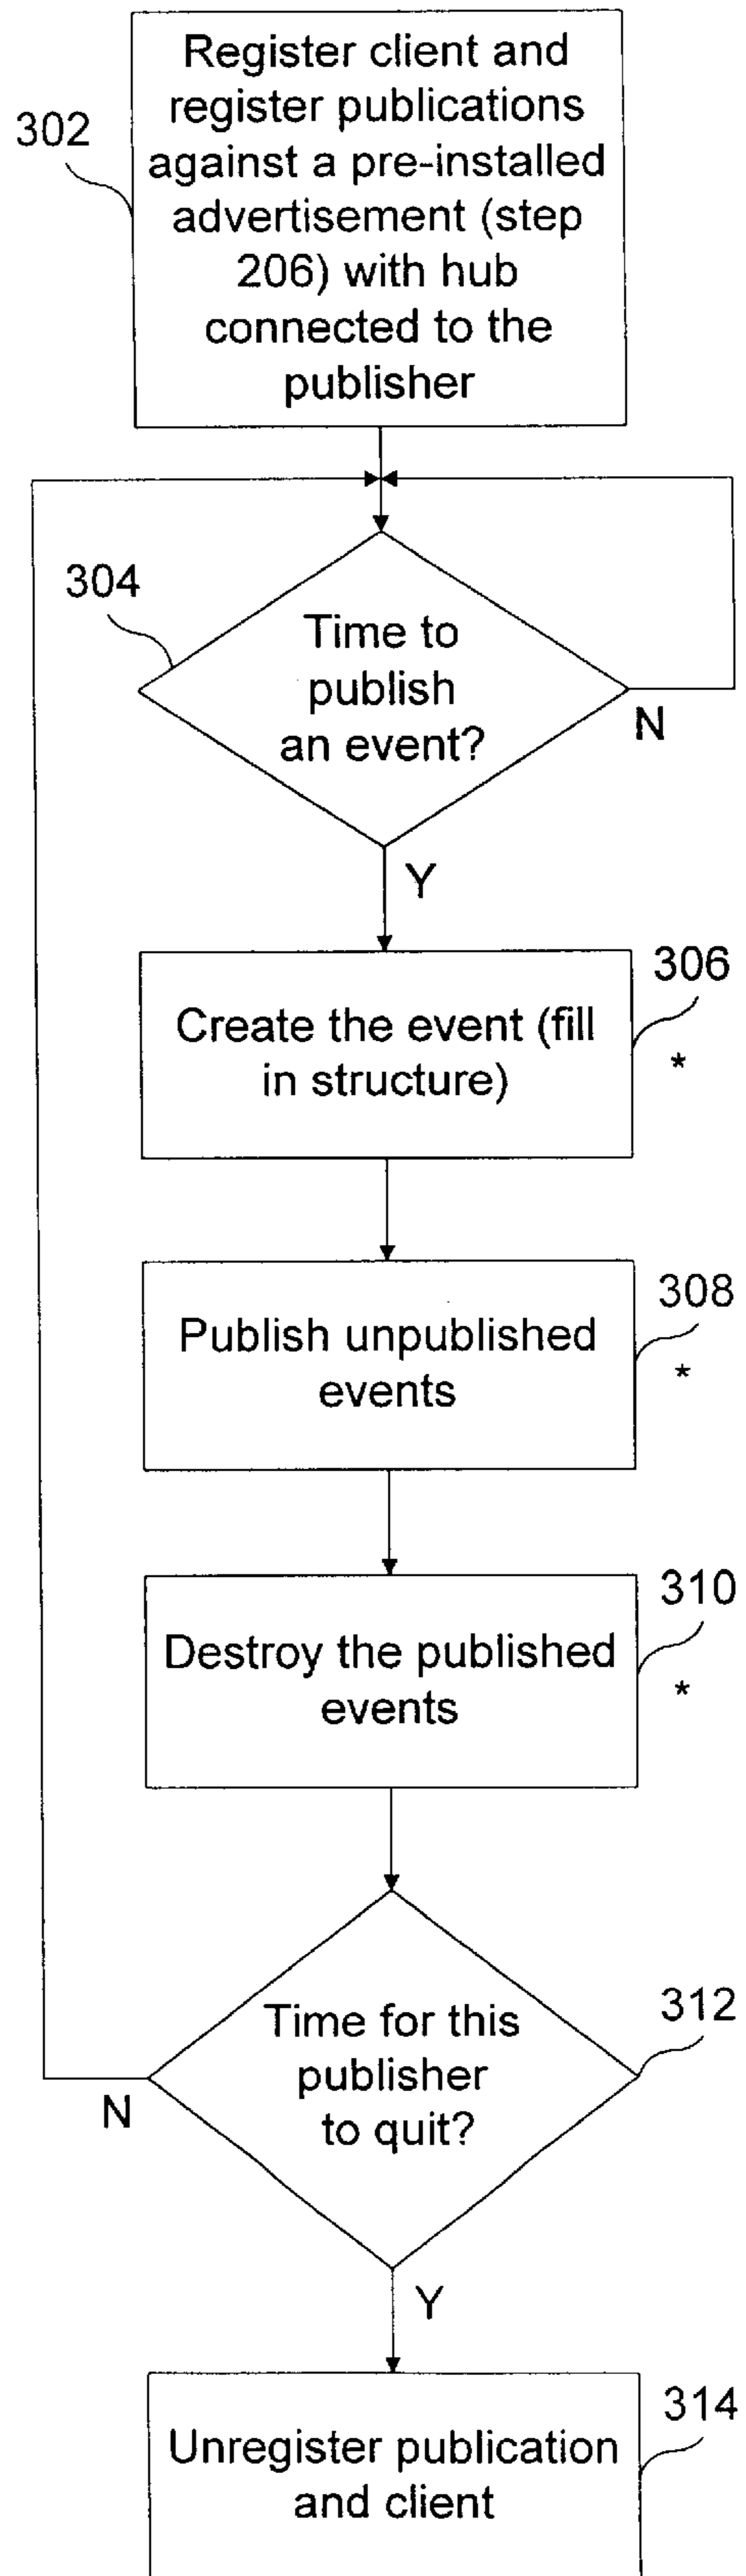 Register client and
register publications
against a pre-installed
advertisement (step
206) with hub
connected to the
publisher
302
304
Time to
publish
an event?
N
Y
306
Create the event (fill
in structure)
*
308
Publish unpublished
events
*
310
Destroy the published
events
*
312
Time for this
publisher
to quit?
N
Y
314
Unregister publication
and client